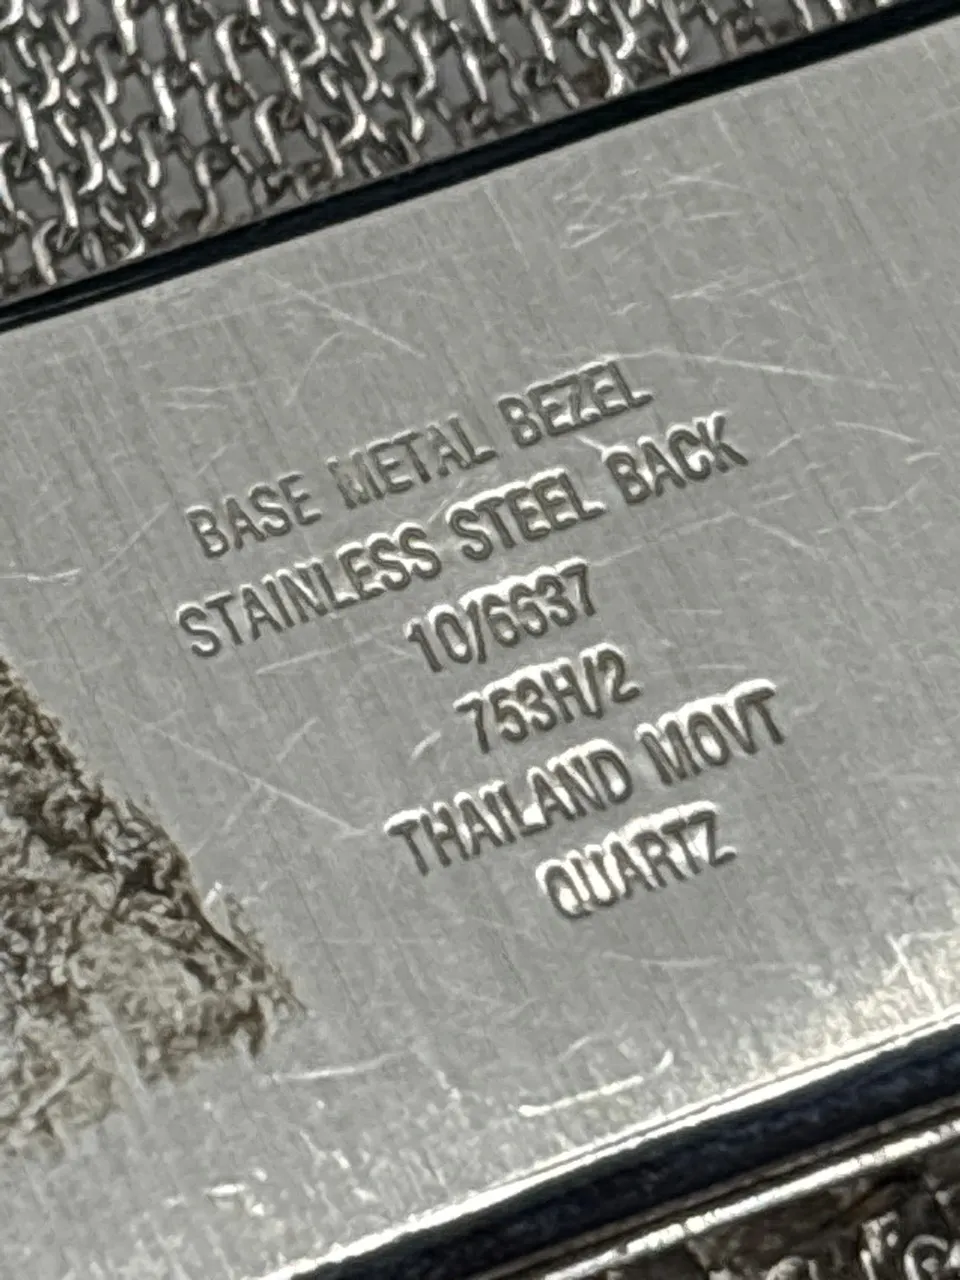 BASE METAL BEZEL
STAINLESS STEEL BACK
10/6637
753H/2
THAILAND MOVT
QUARTZ